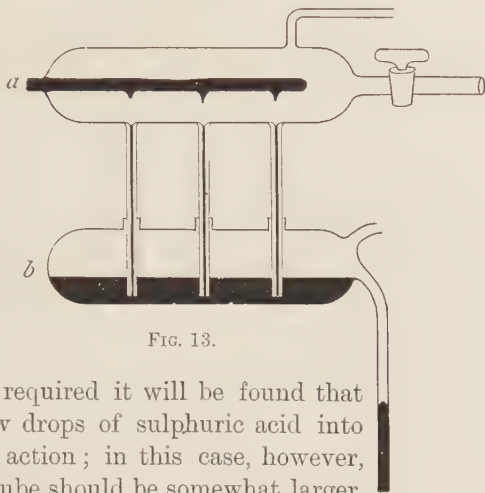 a
b
FIG. 13.
required it will be found that
drops of sulphuric acid into
action ; in this case, however,
should be somewhat larger